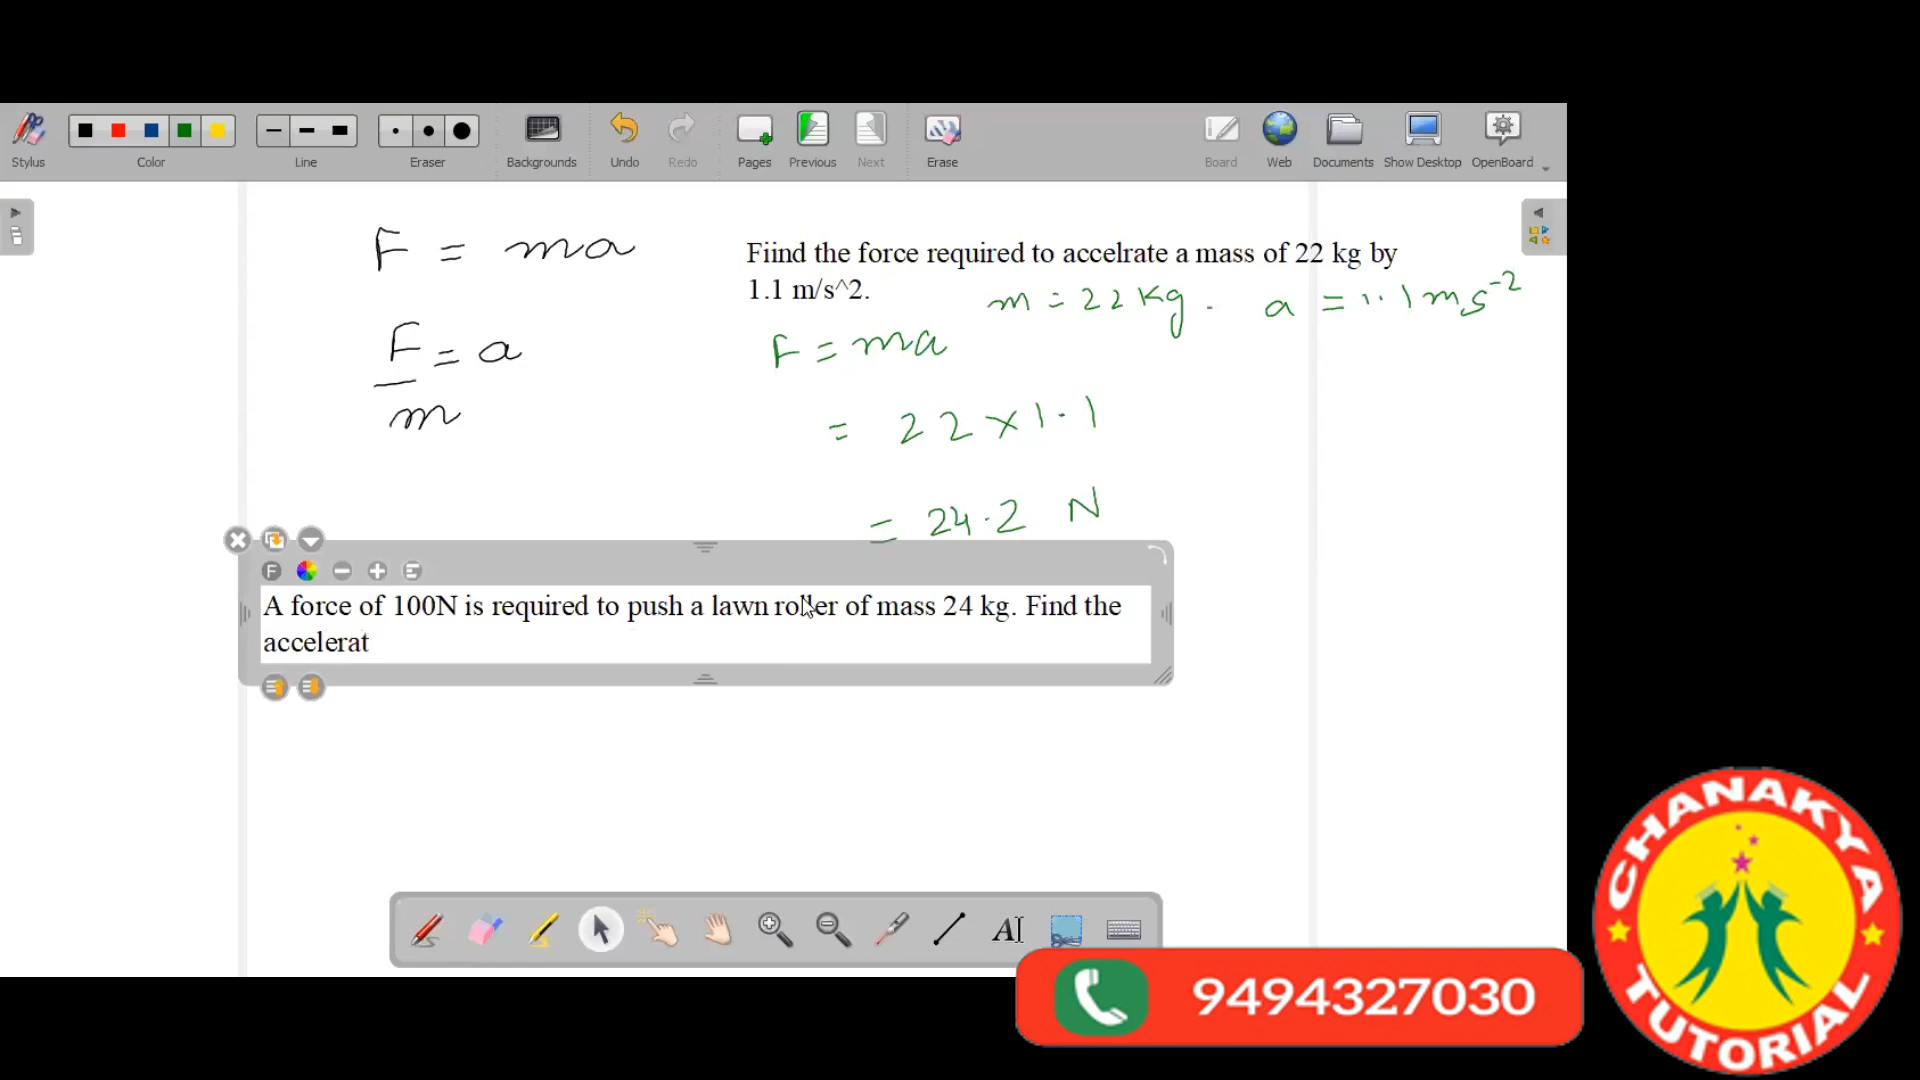 Stylus
Color
Line
Eraser
Backgrounds
Undo
Redo
Pages
Previous
Next
Erase
Board
Web
Documents
Show Desktop
OpenBoard
F = ma
F/m = a
Fiind the force required to accelrate a mass of 22 kg by
1.1 m/s^2.
m = 22 kg . a = 1.1 ms⁻²
F = ma
= 22 × 1.1
= 24.2 N
F
A force of 100N is required to push a lawn roller of mass 24 kg. Find the
accelerat
AI
9494327030
CHANAKYA
TUTORIAL